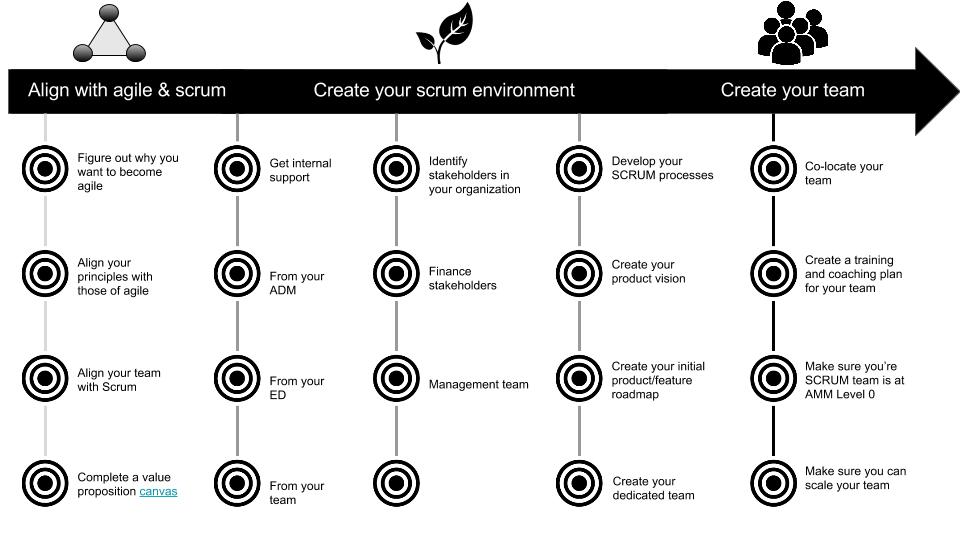 Align with agile & scrum
Create your scrum environment
Create your team
Figure out why you
want to become
agile
Align your
principles with
those of agile
Align your team
with Scrum
Complete a value
proposition canvas
Get internal
support
From your
ADM
From your
ED
From your
team
Identify
stakeholders in
your organization
Finance
stakeholders
Management team
Develop your
SCRUM processes
Create your
product vision
Create your initial
product/feature
roadmap
Create your
dedicated team
Co-locate your
team
Create a training
and coaching plan
for your team
Make sure you're
SCRUM team is at
AMM Level 0
Make sure you can
scale your team